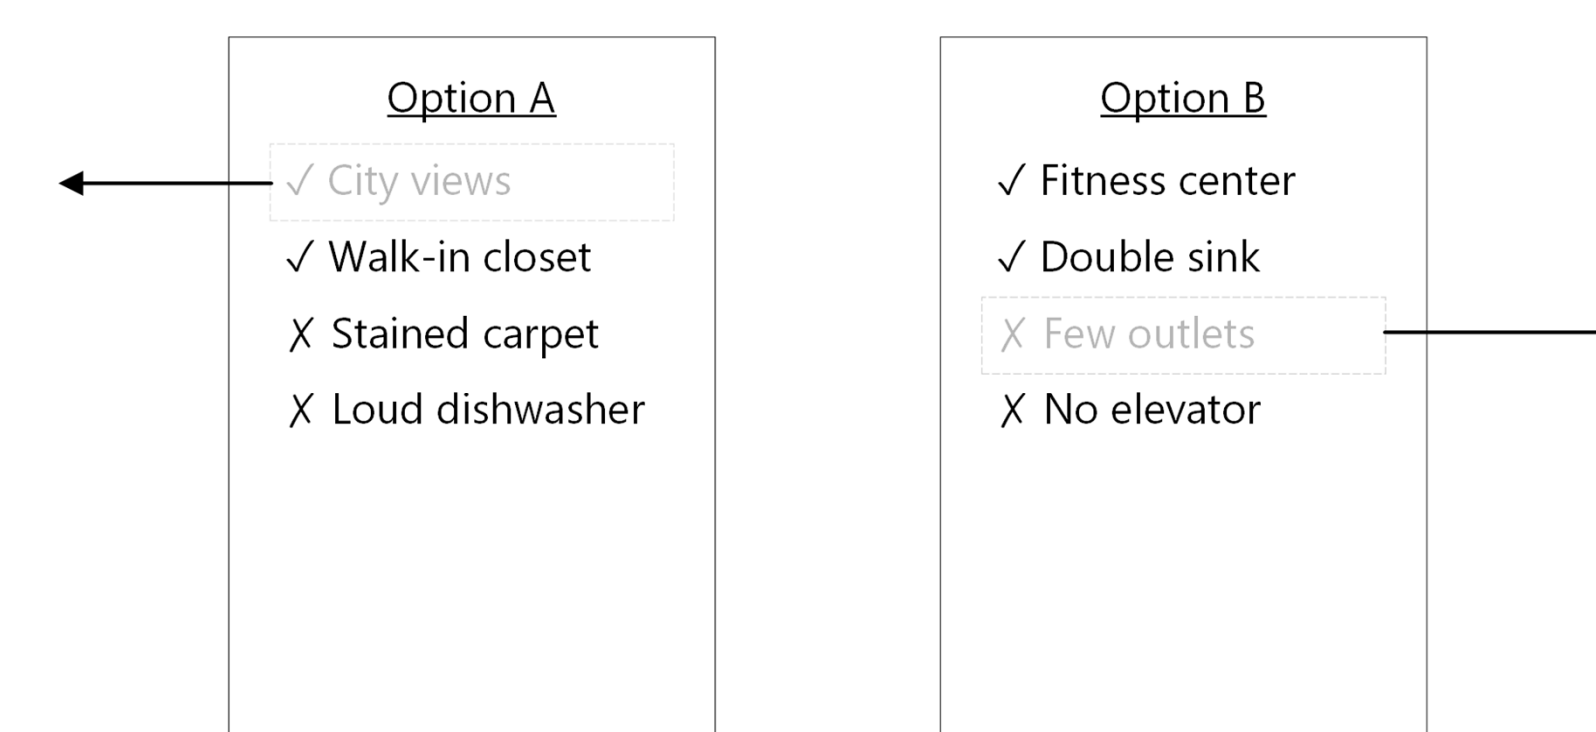 Option A
✓ City views
✓ Walk-in closet
✗ Stained carpet
✗ Loud dishwasher
Option B
✓ Fitness center
✓ Double sink
✗ Few outlets
✗ No elevator